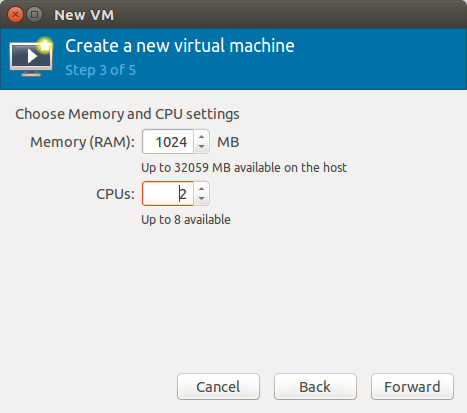 New VM
Create a new virtual machine
Step 3 of 5
Choose Memory and CPU settings
Memory (RAM): 1024 MB
Up to 32059 MB available on the host
CPUs: 2
Up to 8 available
Cancel Back Forward